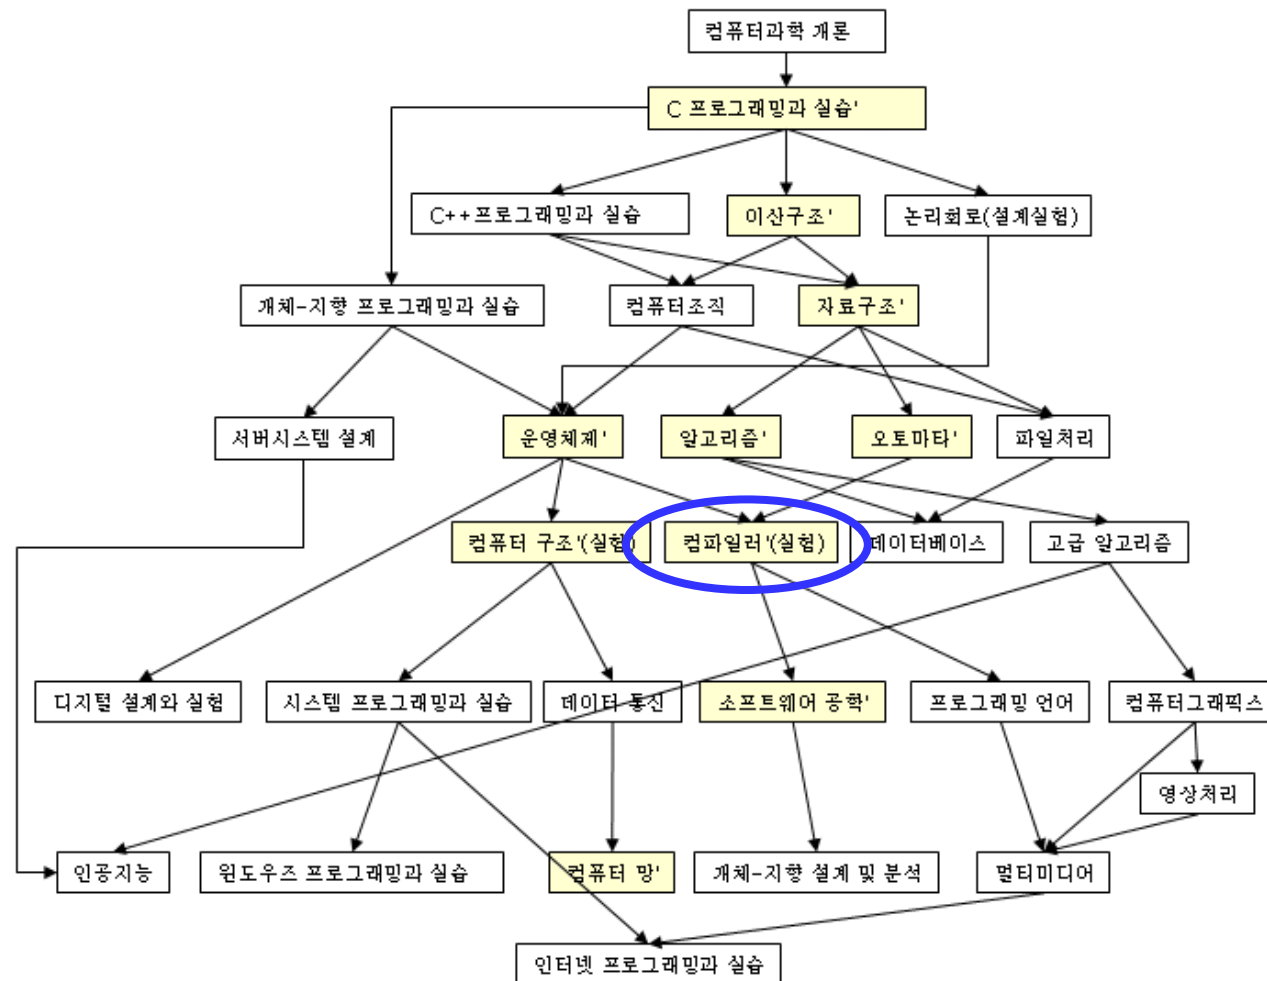 컴퓨터과학 개론
C 프로그래밍과 실습'
C++프로그래밍과 실습
이산구조'
논리회로(설계실험)
개체-지향 프로그래밍과 실습
컴퓨터조직
자료구조'
서버시스템 설계
운영체제'
알고리즘'
오토마타'
파일처리
컴퓨터 구조'(실험)
컴파일러'(실험)
데이터베이스
고급 알고리즘
디지털 설계와 실험
시스템 프로그래밍과 실습
데이터 통신
소프트웨어 공학'
프로그래밍 언어
컴퓨터그래픽스
영상처리
인공지능
윈도우즈 프로그래밍과 실습
컴퓨터 망'
개체-지향 설계 및 분석
멀티미디어
인터넷 프로그래밍과 실습